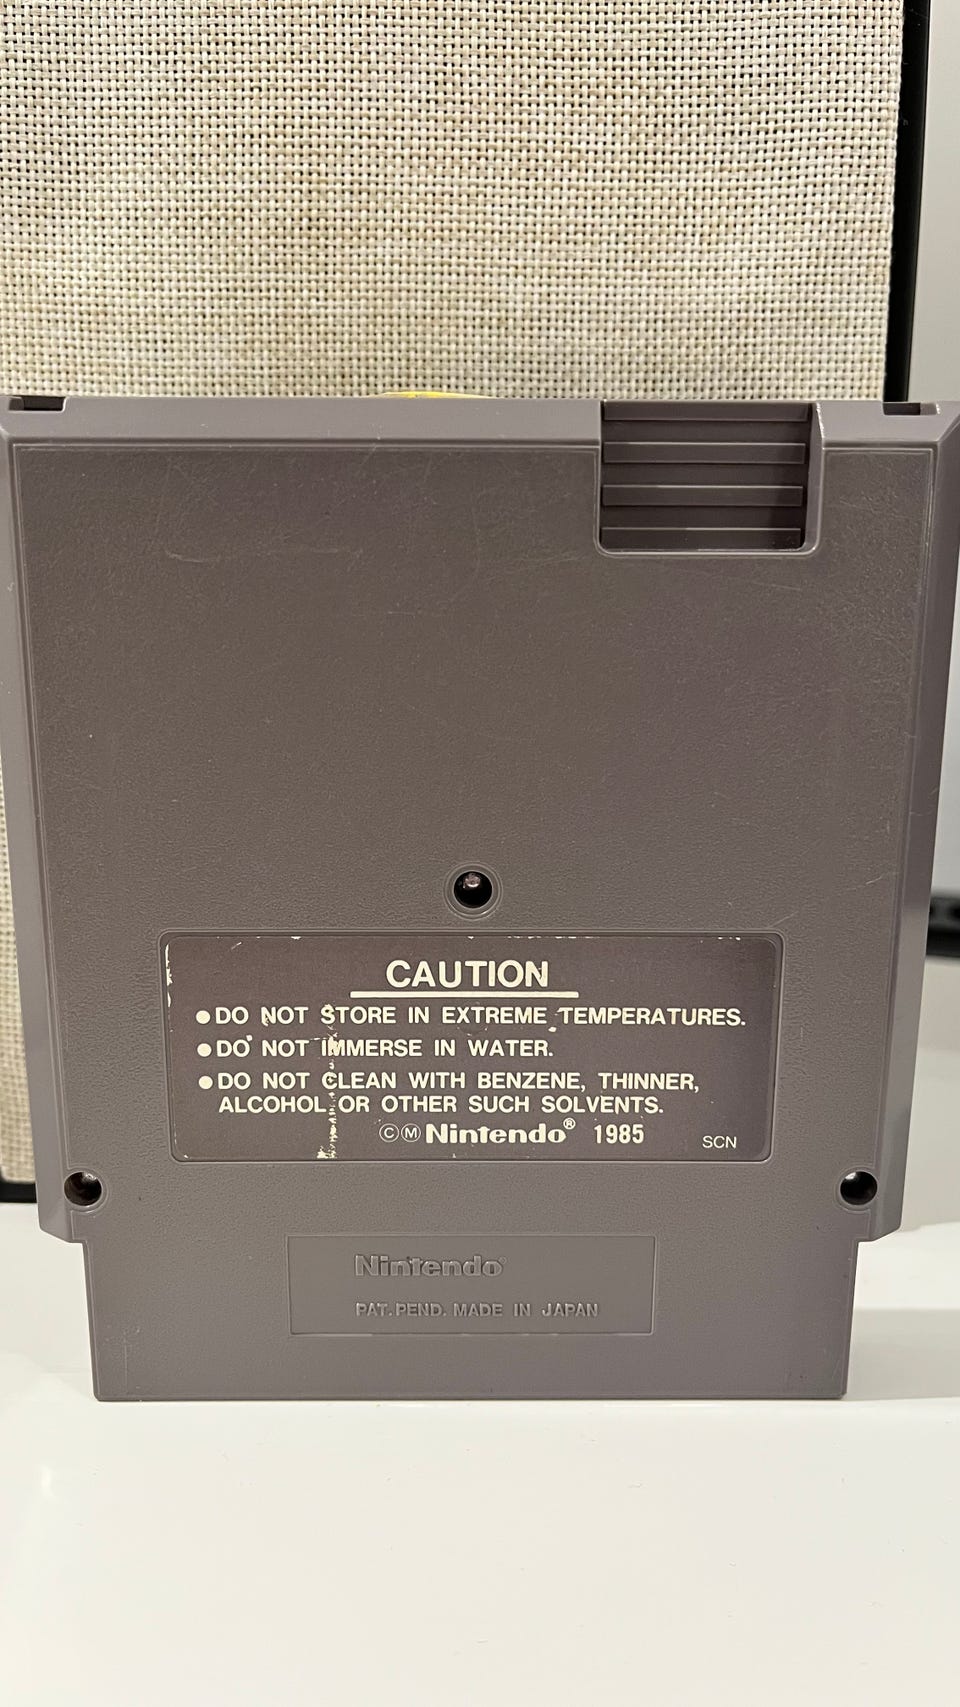 CAUTION
●DO NOT STORE IN EXTREME TEMPERATURES.
●DO NOT IMMERSE IN WATER.
●DO NOT CLEAN WITH BENZENE, THINNER,
ALCOHOL OR OTHER SUCH SOLVENTS.
ⒸⓂ Nintendo® 1985 SCN
Nintendo®
PAT.PEND. MADE IN JAPAN